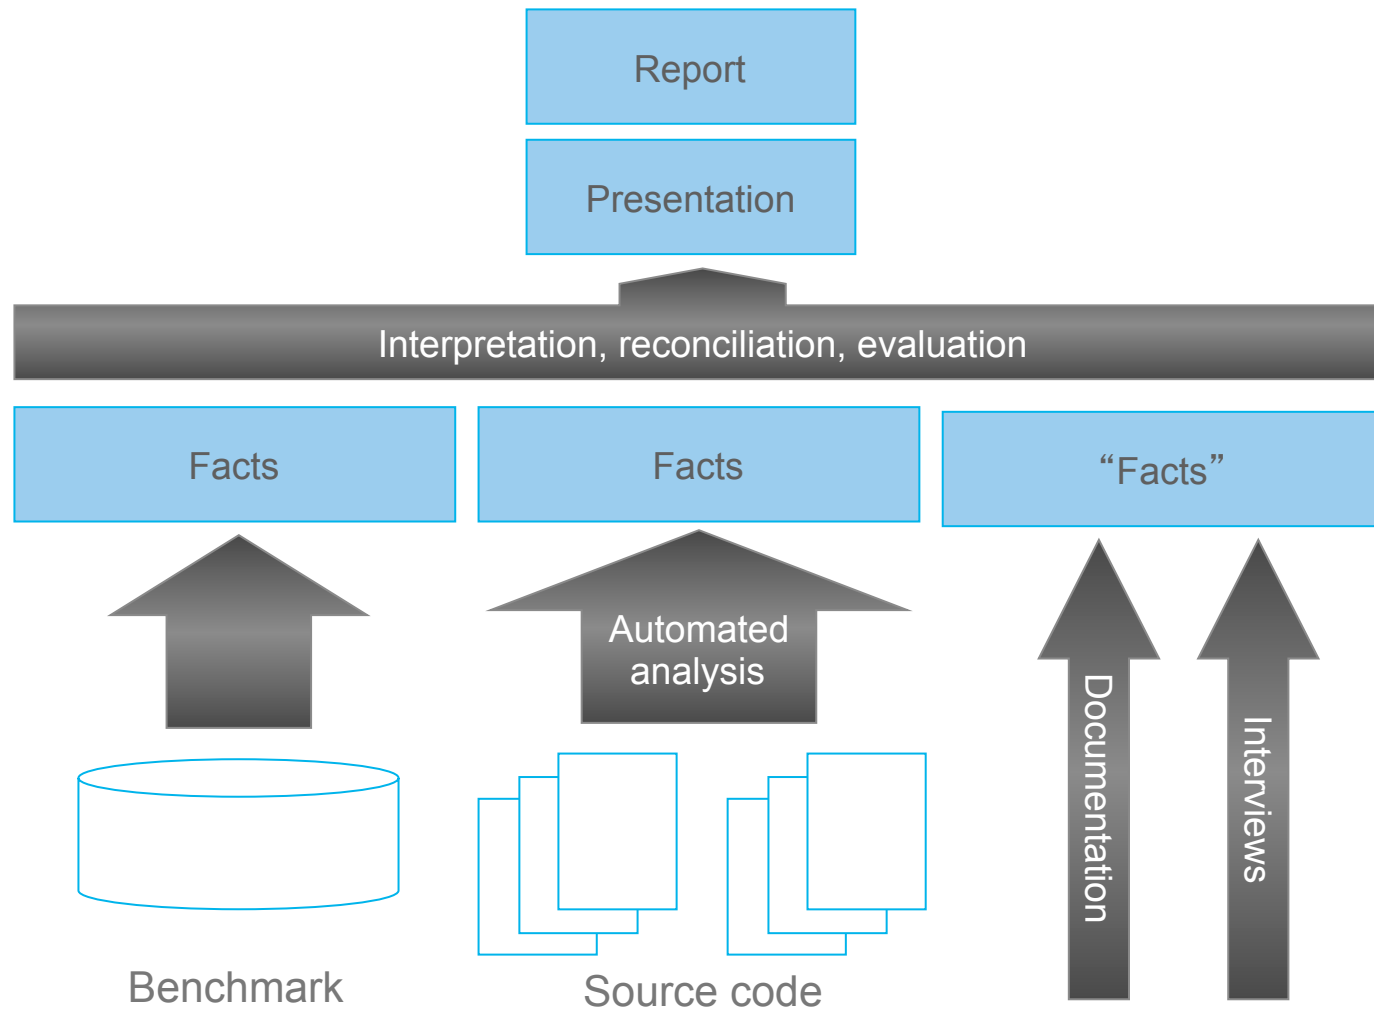 Report
Presentation
Interpretation, reconciliation, evaluation
Facts
Facts
“Facts”
Automated
analysis
Documentation
Interviews
Benchmark
Source code